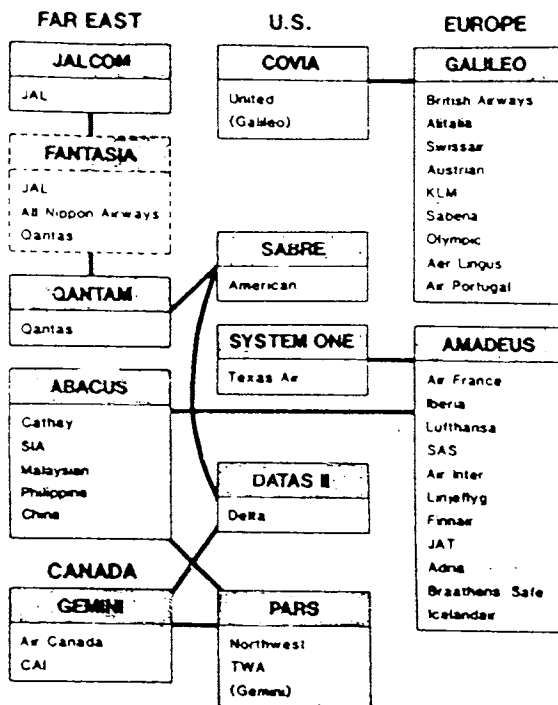 FAR EAST
JALCOM
JAL
FANTASIA
JAL
All Nippon Airways
Qantas
QANTAM
Qantas
ABACUS
Cathay
SIA
Malaysian
Philippine
China
CANADA
GEMINI
Air Canada
CAI
U.S.
COVIA
United
(Galileo)
SABRE
American
SYSTEM ONE
Texas Air
DATAS II
Delta
PARS
Northwest
TWA
(Gemini)
EUROPE
GALILEO
British Airways
Alitalia
Swissair
Austrian
KLM
Sabena
Olympic
Aer Lingus
Air Portugal
AMADEUS
Air France
Iberia
Lufthansa
SAS
Air Inter
Linjeflyg
Finnair
JAT
Adria
Braathens Safe
Icelandair